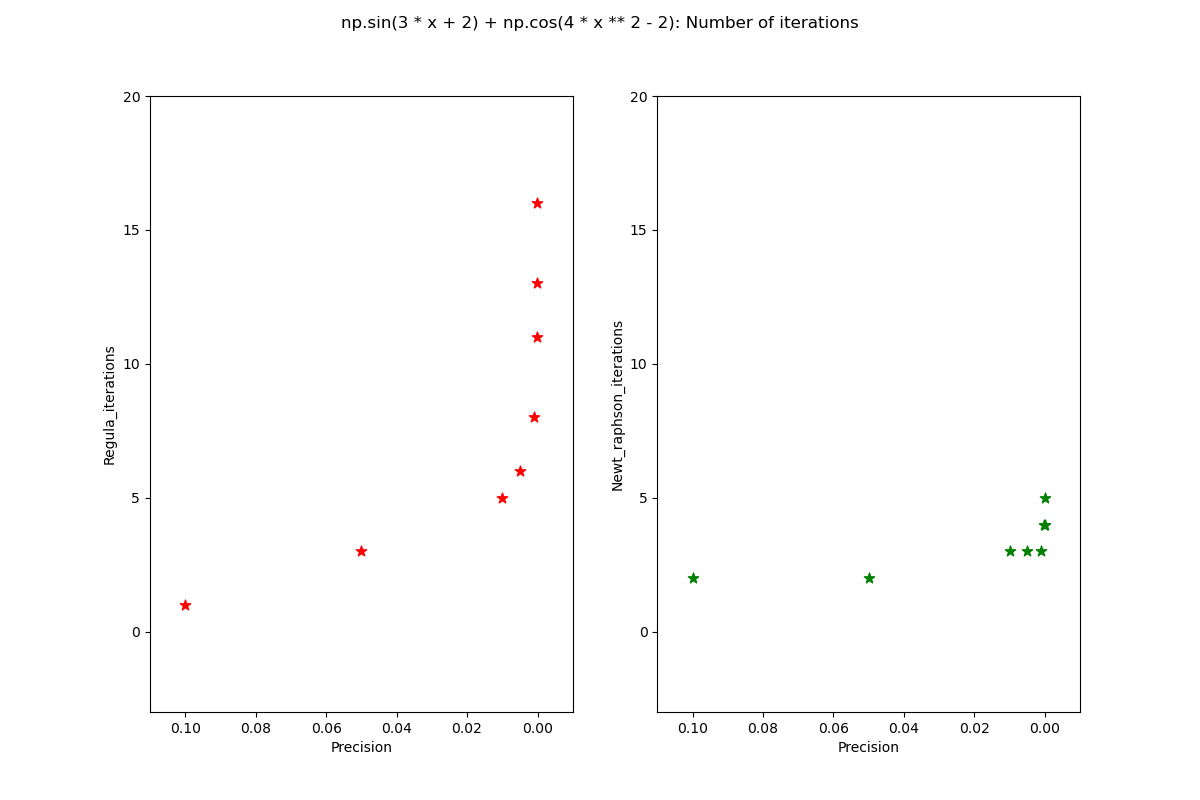 np.sin(3 * x + 2) + np.cos(4 * x ** 2 - 2): Number of iterations
20
15
10
5
0
Regula_iterations
0.10 0.08 0.06 0.04 0.02 0.00
Precision
20
15
10
5
0
Newt_raphson_iterations
0.10 0.08 0.06 0.04 0.02 0.00
Precision